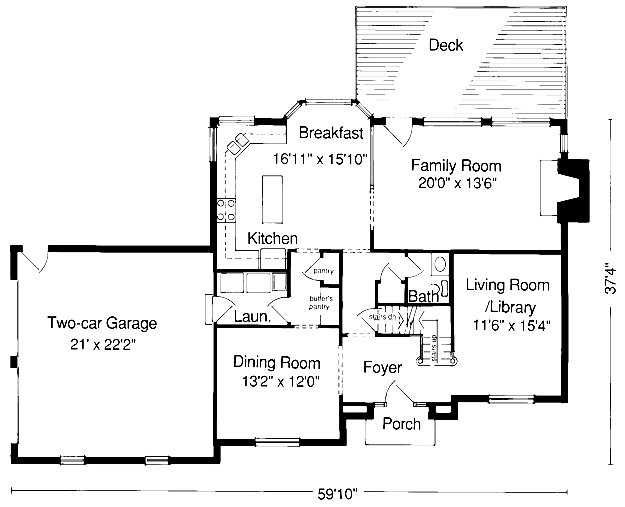 Deck
Breakfast
16'11" x 15'10"
Family Room
20'0" x 13'6"
Kitchen
pantry
butler's
pantry
Laun.
Bath
stairs dn
stairs up
Living Room
/Library
11'6" x 15'4"
Two-car Garage
21' x 22'2"
Dining Room
13'2" x 12'0"
Foyer
Porch
37'4"
59'10"